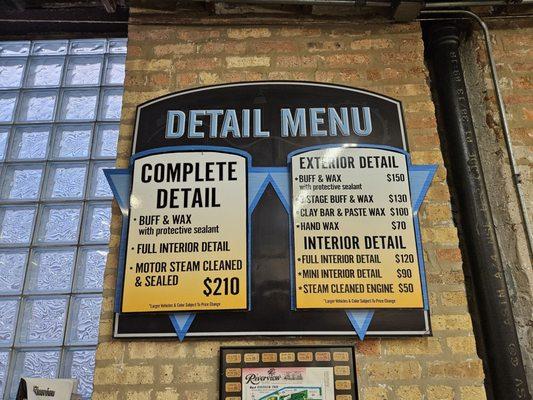 DETAIL MENU
COMPLETE
DETAIL
• BUFF & WAX
with protective sealant
• FULL INTERIOR DETAIL
• MOTOR STEAM CLEANED
& SEALED $210
*Larger Vehicles & Color Subject To Price Change
EXTERIOR DETAIL
• BUFF & WAX $150
with protective sealant
• 3 STAGE BUFF & WAX $130
• CLAY BAR & PASTE WAX $100
• HAND WAX $70
INTERIOR DETAIL
• FULL INTERIOR DETAIL $120
• MINI INTERIOR DETAIL $90
• STEAM CLEANED ENGINE $50
*Larger Vehicles & Color Subject To Price Change
Riverview
Riverview